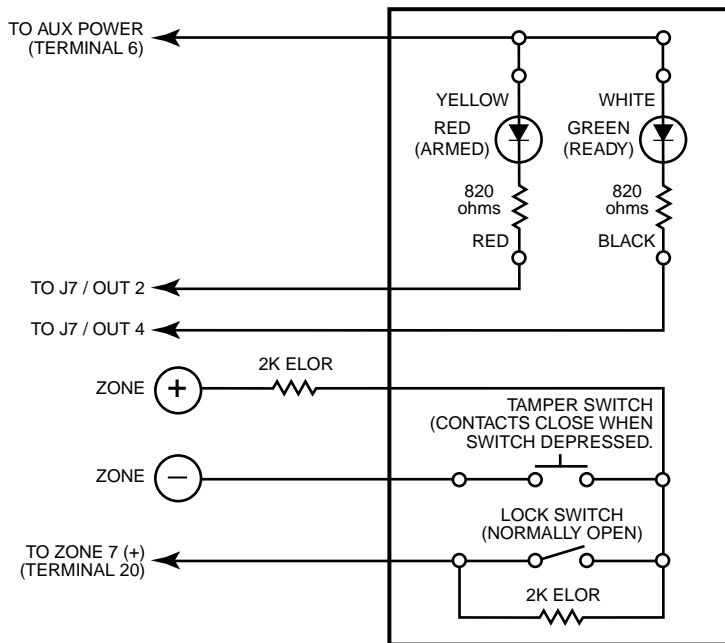 TO AUX POWER
(TERMINAL 6)
YELLOW
WHITE
RED
(ARMED)
GREEN
(READY)
820
ohms
820
ohms
RED
BLACK
TO J7 / OUT 2
TO J7 / OUT 4
2K ELOR
ZONE
+
TAMPER SWITCH
(CONTACTS CLOSE WHEN
SWITCH DEPRESSED.
ZONE
–
LOCK SWITCH
(NORMALLY OPEN)
TO ZONE 7 (+)
(TERMINAL 20)
2K ELOR